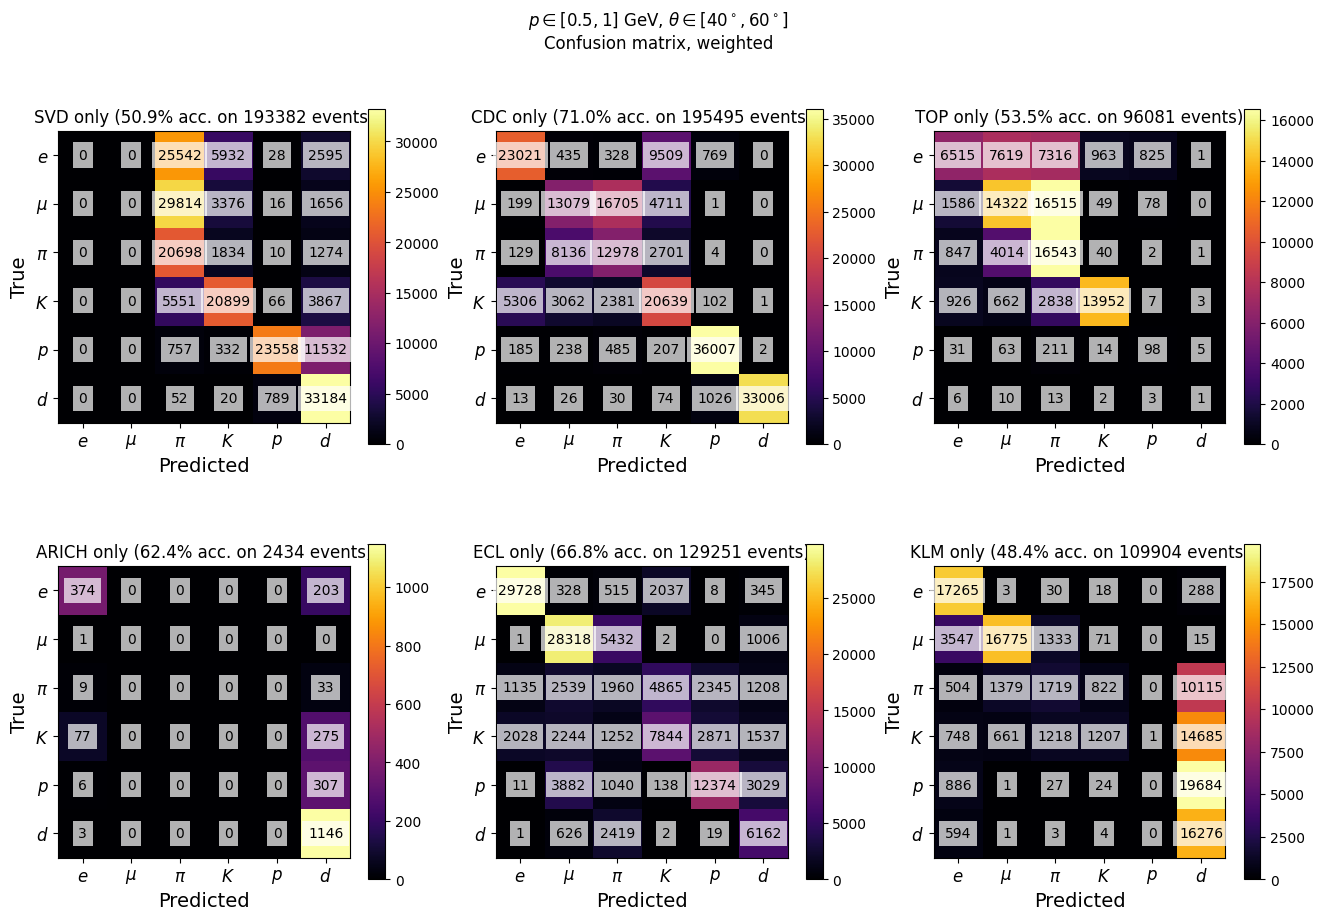 p ∈ [0.5, 1] GeV, θ ∈ [40°, 60°]
Confusion matrix, weighted
SVD only (50.9% acc. on 193382 events
True
e 0 0 25542 5932 28 2595
μ 0 0 29814 3376 16 1656
π 0 0 20698 1834 10 1274
K 0 0 5551 20899 66 3867
p 0 0 757 332 23558 11532
d 0 0 52 20 789 33184
e μ π K p d
Predicted
30000
25000
20000
15000
10000
5000
0
CDC only (71.0% acc. on 195495 events
True
e 23021 435 328 9509 769 0
μ 199 13079 16705 4711 1 0
π 129 8136 12978 2701 4 0
K 5306 3062 2381 20639 102 1
p 185 238 485 207 36007 2
d 13 26 30 74 1026 33006
e μ π K p d
Predicted
35000
30000
25000
20000
15000
10000
5000
0
TOP only (53.5% acc. on 96081 events)
True
e 6515 7619 7316 963 825 1
μ 1586 14322 16515 49 78 0
π 847 4014 16543 40 2 1
K 926 662 2838 13952 7 3
p 31 63 211 14 98 5
d 6 10 13 2 3 1
e μ π K p d
Predicted
16000
14000
12000
10000
8000
6000
4000
2000
0
ARICH only (62.4% acc. on 2434 events
True
e 374 0 0 0 0 203
μ 1 0 0 0 0 0
π 9 0 0 0 0 33
K 77 0 0 0 0 275
p 6 0 0 0 0 307
d 3 0 0 0 0 1146
e μ π K p d
Predicted
1000
800
600
400
200
0
ECL only (66.8% acc. on 129251 events
True
e 29728 328 515 2037 8 345
μ 1 28318 5432 2 0 1006
π 1135 2539 1960 4865 2345 1208
K 2028 2244 1252 7844 2871 1537
p 11 3882 1040 138 12374 3029
d 1 626 2419 2 19 6162
e μ π K p d
Predicted
25000
20000
15000
10000
5000
0
KLM only (48.4% acc. on 109904 events
True
e 17265 3 30 18 0 288
μ 3547 16775 1333 71 0 15
π 504 1379 1719 822 0 10115
K 748 661 1218 1207 1 14685
p 886 1 27 24 0 19684
d 594 1 3 4 0 16276
e μ π K p d
Predicted
17500
15000
12500
10000
7500
5000
2500
0